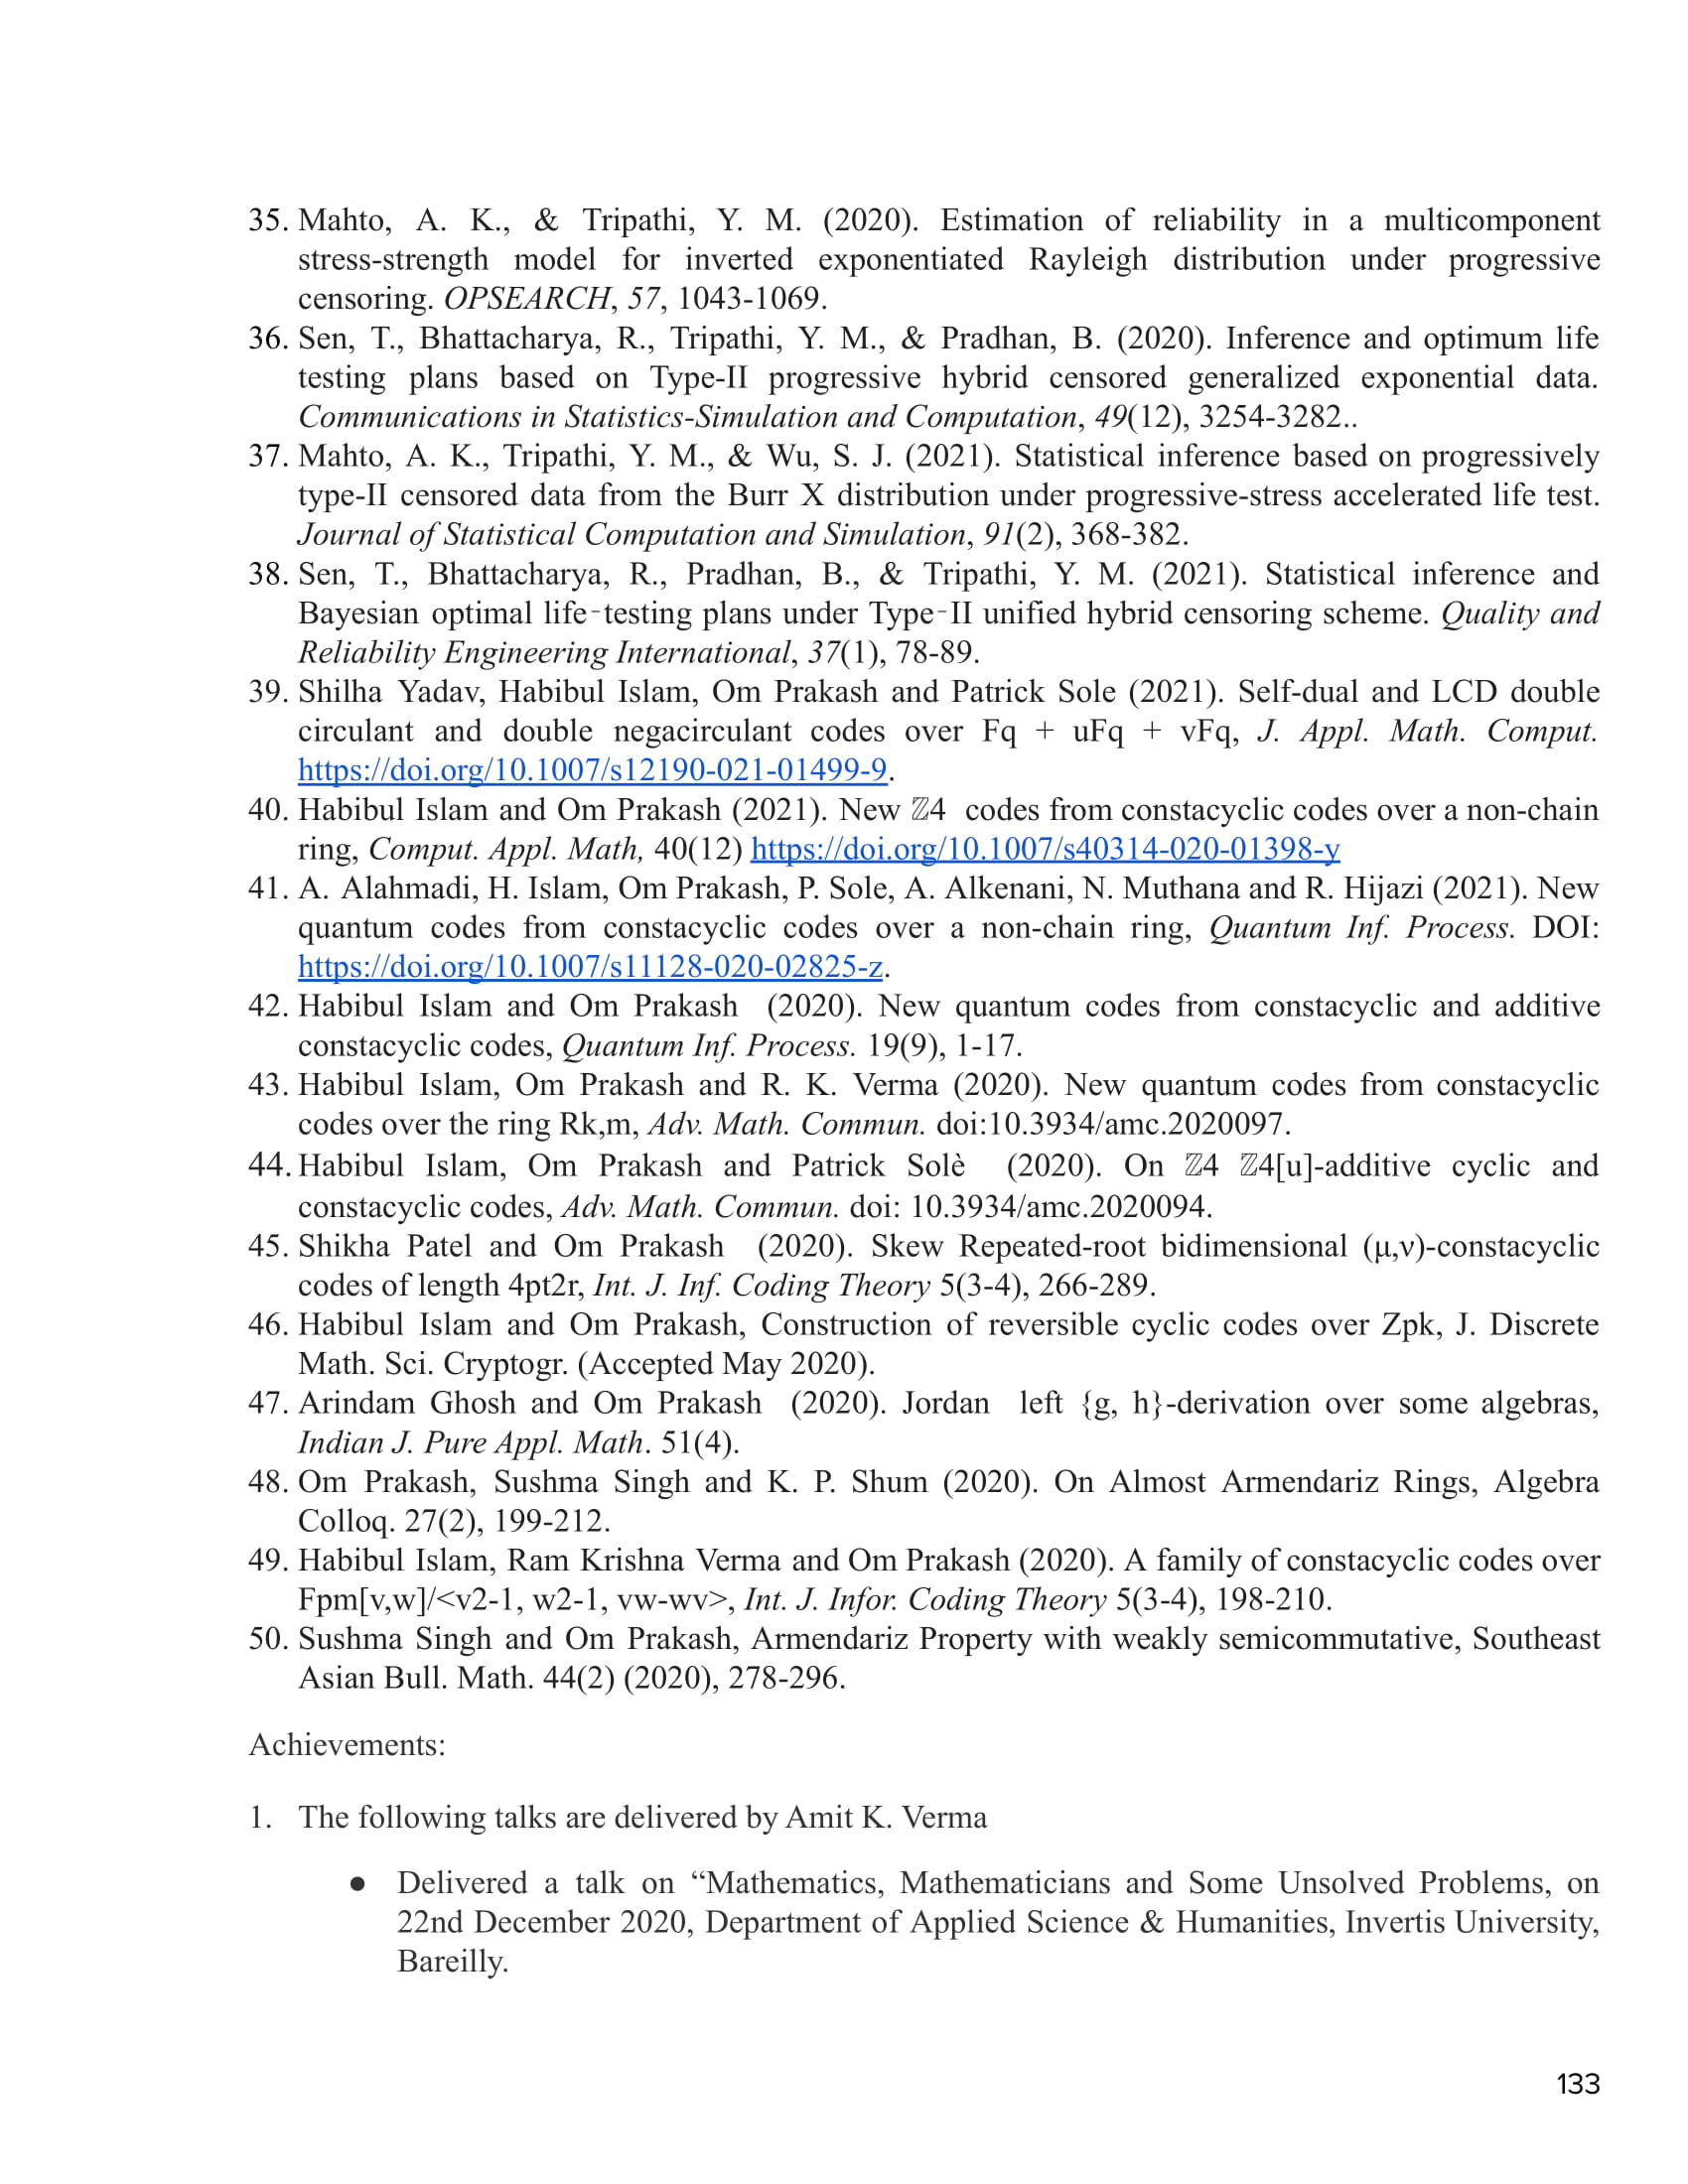 35. Mahto, A. K., & Tripathi, Y. M. (2020). Estimation of reliability in a multicomponent
stress-strength model for inverted exponentiated Rayleigh distribution under progressive
censoring. OPSEARCH, 57, 1043-1069.
36. Sen, T., Bhattacharya, R., Tripathi, Y. M., & Pradhan, B. (2020). Inference and optimum life
testing plans based on Type-II progressive hybrid censored generalized exponential data.
Communications in Statistics-Simulation and Computation, 49(12), 3254-3282..
37. Mahto, A. K., Tripathi, Y. M., & Wu, S. J. (2021). Statistical inference based on progressively
type-II censored data from the Burr X distribution under progressive-stress accelerated life test.
Journal of Statistical Computation and Simulation, 91(2), 368-382.
38. Sen, T., Bhattacharya, R., Pradhan, B., & Tripathi, Y. M. (2021). Statistical inference and
Bayesian optimal life‐testing plans under Type‐II unified hybrid censoring scheme. Quality and
Reliability Engineering International, 37(1), 78-89.
39. Shilha Yadav, Habibul Islam, Om Prakash and Patrick Sole (2021). Self-dual and LCD double
circulant and double negacirculant codes over Fq + uFq + vFq, J. Appl. Math. Comput.
https://doi.org/10.1007/s12190-021-01499-9.
40. Habibul Islam and Om Prakash (2021). New ℤ4 codes from constacyclic codes over a non-chain
ring, Comput. Appl. Math, 40(12) https://doi.org/10.1007/s40314-020-01398-y
41. A. Alahmadi, H. Islam, Om Prakash, P. Sole, A. Alkenani, N. Muthana and R. Hijazi (2021). New
quantum codes from constacyclic codes over a non-chain ring, Quantum Inf. Process. DOI:
https://doi.org/10.1007/s11128-020-02825-z.
42. Habibul Islam and Om Prakash (2020). New quantum codes from constacyclic and additive
constacyclic codes, Quantum Inf. Process. 19(9), 1-17.
43. Habibul Islam, Om Prakash and R. K. Verma (2020). New quantum codes from constacyclic
codes over the ring Rk,m, Adv. Math. Commun. doi:10.3934/amc.2020097.
44. Habibul Islam, Om Prakash and Patrick Solè (2020). On ℤ4 ℤ4[u]-additive cyclic and
constacyclic codes, Adv. Math. Commun. doi: 10.3934/amc.2020094.
45. Shikha Patel and Om Prakash (2020). Skew Repeated-root bidimensional (μ,ν)-constacyclic
codes of length 4pt2r, Int. J. Inf. Coding Theory 5(3-4), 266-289.
46. Habibul Islam and Om Prakash, Construction of reversible cyclic codes over Zpk, J. Discrete
Math. Sci. Cryptogr. (Accepted May 2020).
47. Arindam Ghosh and Om Prakash (2020). Jordan left {g, h}-derivation over some algebras,
Indian J. Pure Appl. Math. 51(4).
48. Om Prakash, Sushma Singh and K. P. Shum (2020). On Almost Armendariz Rings, Algebra
Colloq. 27(2), 199-212.
49. Habibul Islam, Ram Krishna Verma and Om Prakash (2020). A family of constacyclic codes over
Fpm[v,w]/<v2-1, w2-1, vw-wv>, Int. J. Infor. Coding Theory 5(3-4), 198-210.
50. Sushma Singh and Om Prakash, Armendariz Property with weakly semicommutative, Southeast
Asian Bull. Math. 44(2) (2020), 278-296.
Achievements:
1. The following talks are delivered by Amit K. Verma
● Delivered a talk on “Mathematics, Mathematicians and Some Unsolved Problems, on
22nd December 2020, Department of Applied Science & Humanities, Invertis University,
Bareilly.
133